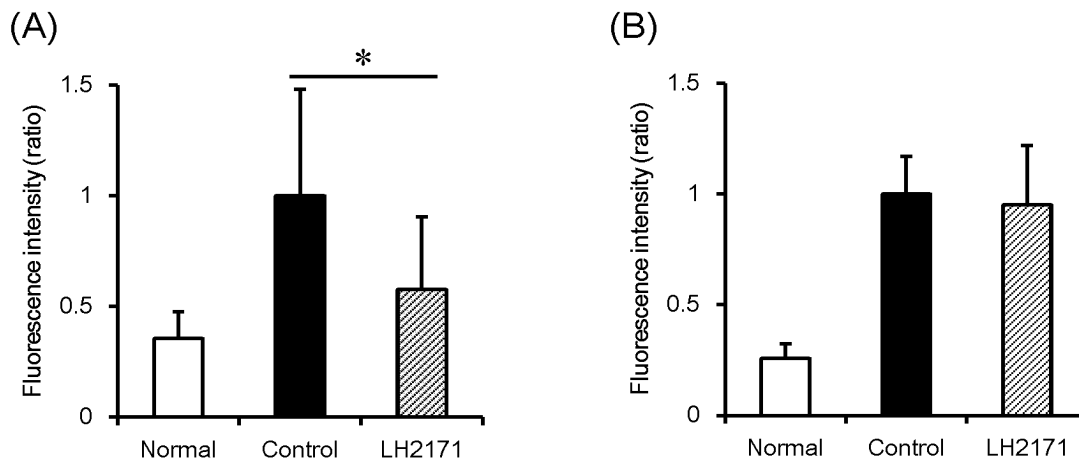 (A)
*
Fluorescence intensity (ratio)
1.5
1
0.5
0
Normal
Control
LH2171
(B)
Fluorescence intensity (ratio)
1.5
1
0.5
0
Normal
Control
LH2171